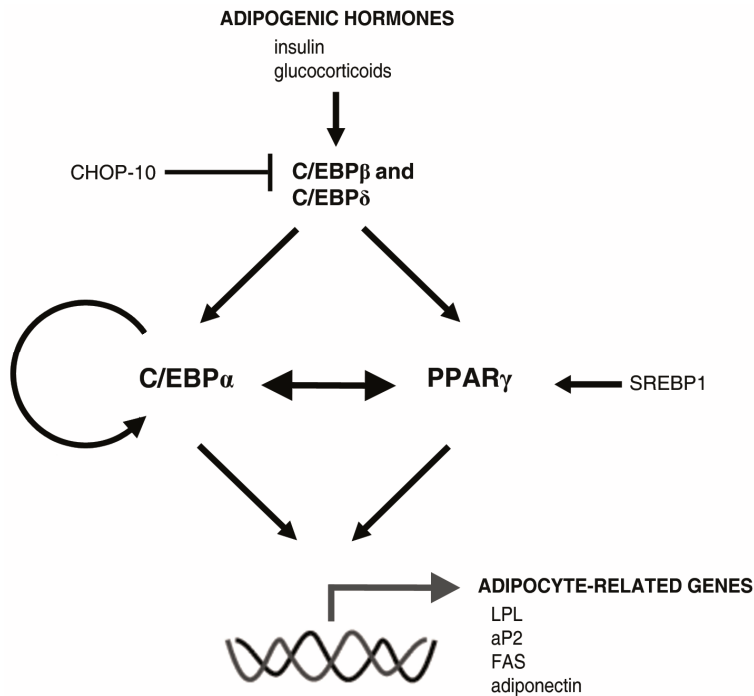 ADIPOGENIC HORMONES
insulin
glucocorticoids
CHOP-10
C/EBPβ and
C/EBPδ
C/EBPα
PPARγ
SREBP1
ADIPOCYTE-RELATED GENES
LPL
aP2
FAS
adiponectin